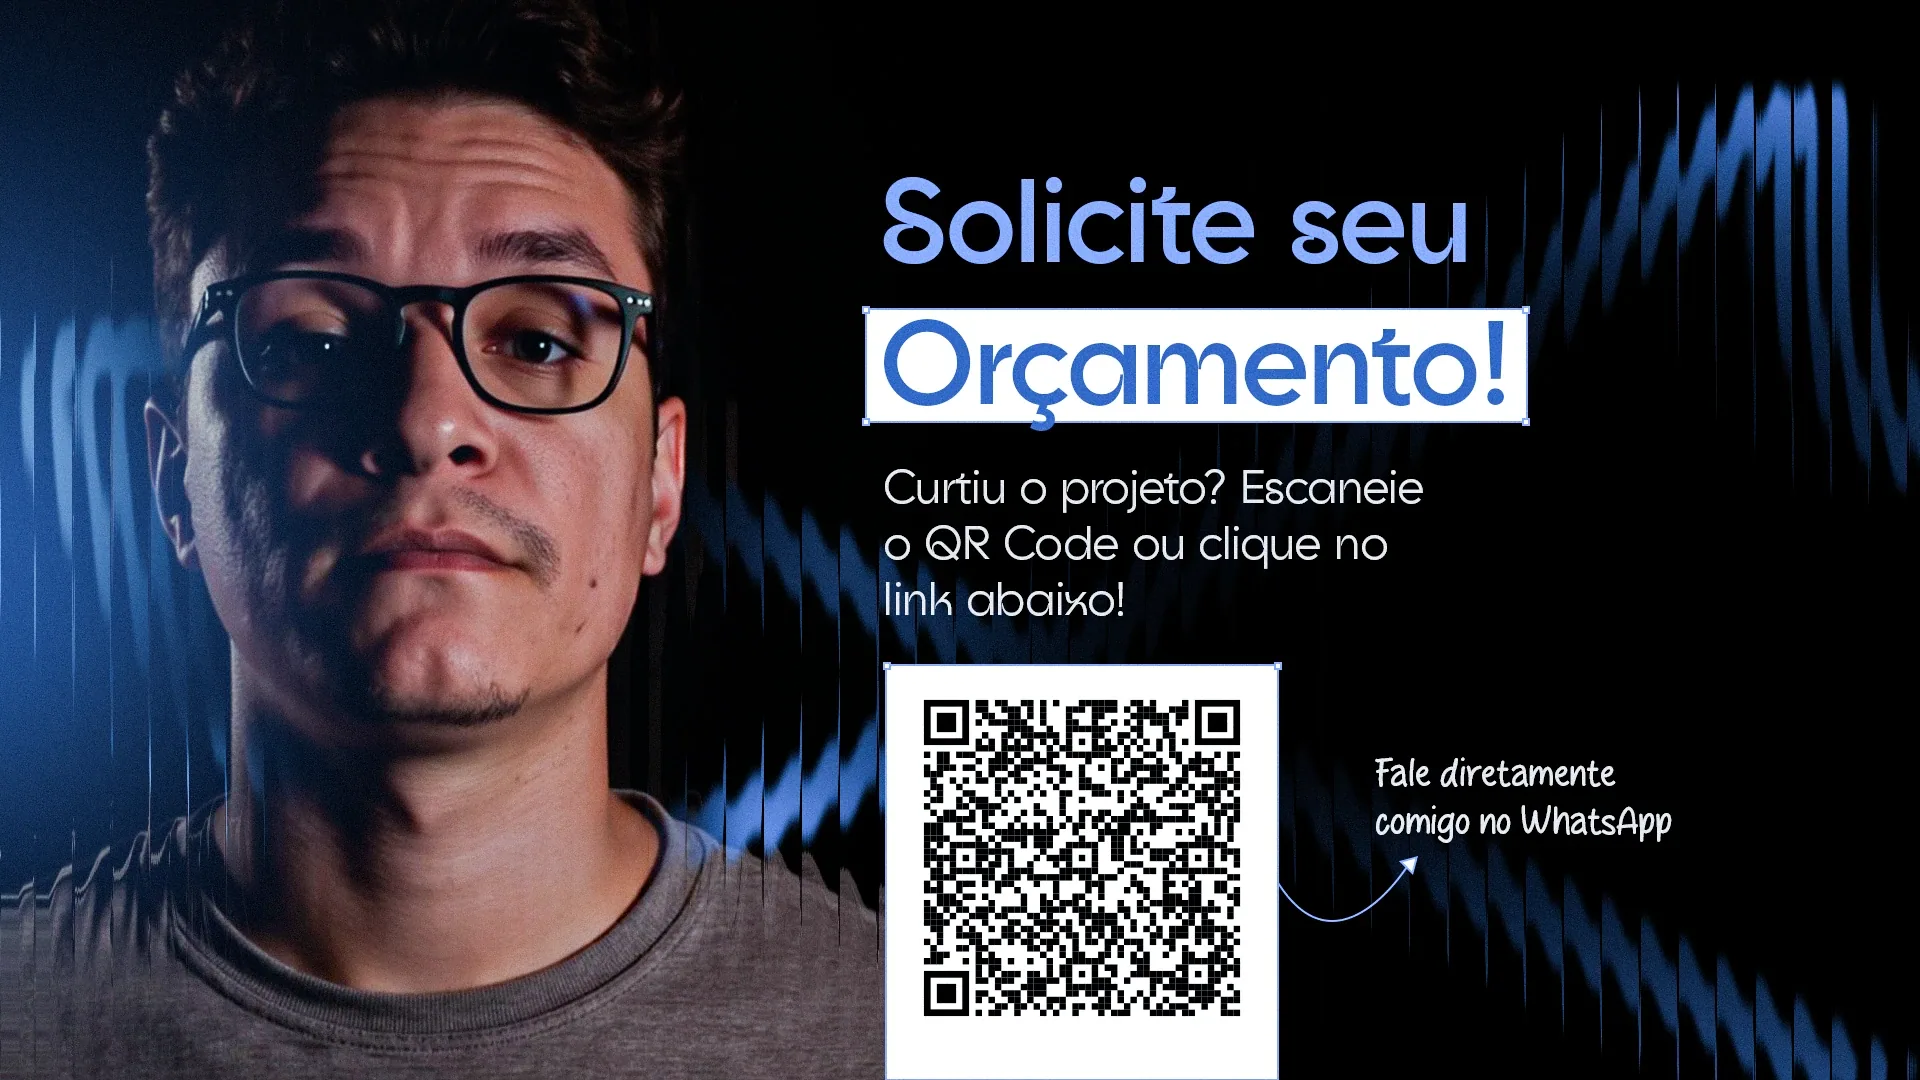 Solicite seu
Orçamento!
Curtiu o projeto? Escaneie
o QR Code ou clique no
link abaixo!
Fale diretamente
comigo no WhatsApp